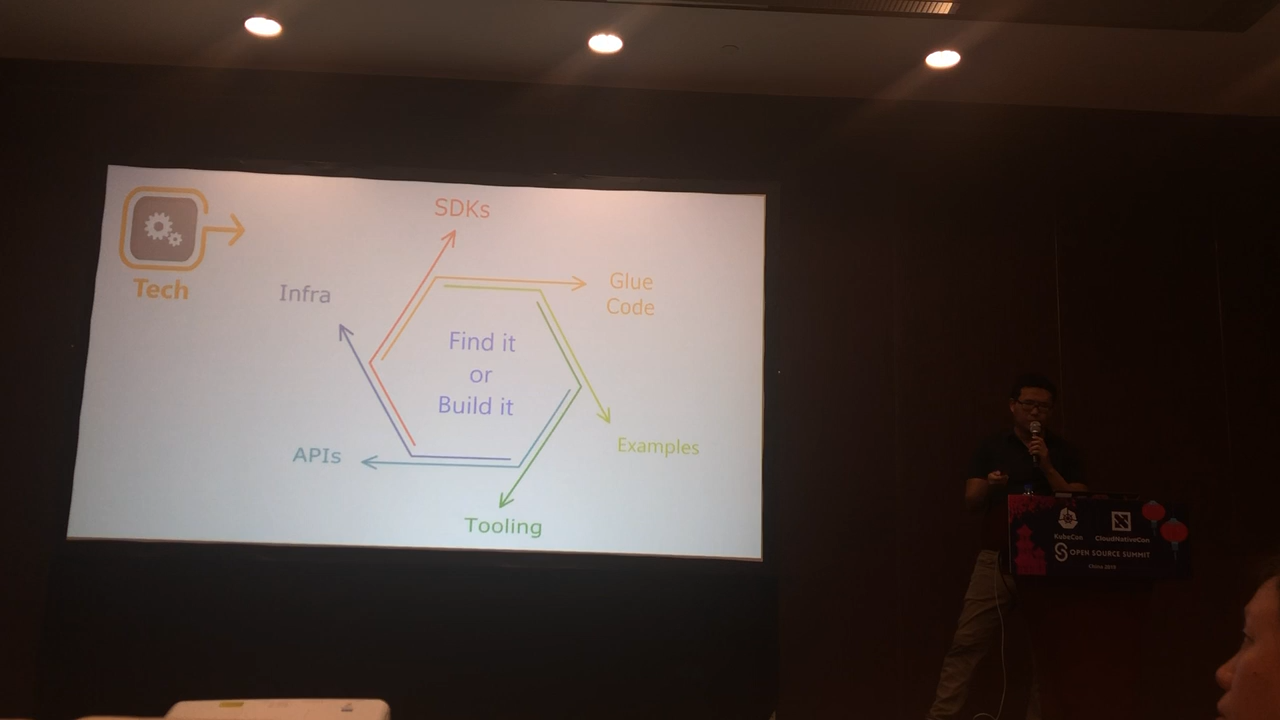 Tech
SDKs
Glue
Code
Infra
Find it
or
Build it
Examples
APIs
Tooling
KubeCon
CloudNativeCon
OPEN SOURCE SUMMIT
China 2019